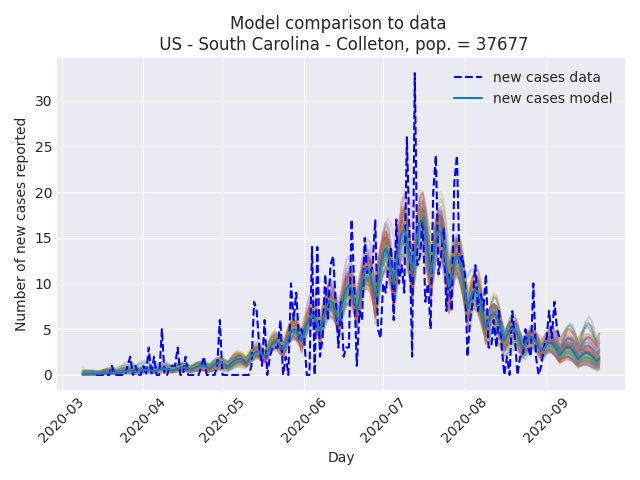 Model comparison to data
US - South Carolina - Colleton, pop. = 37677
new cases data
new cases model
Number of new cases reported
30
25
20
15
10
5
0
2020-03
2020-04
2020-05
2020-06
2020-07
2020-08
2020-09
Day